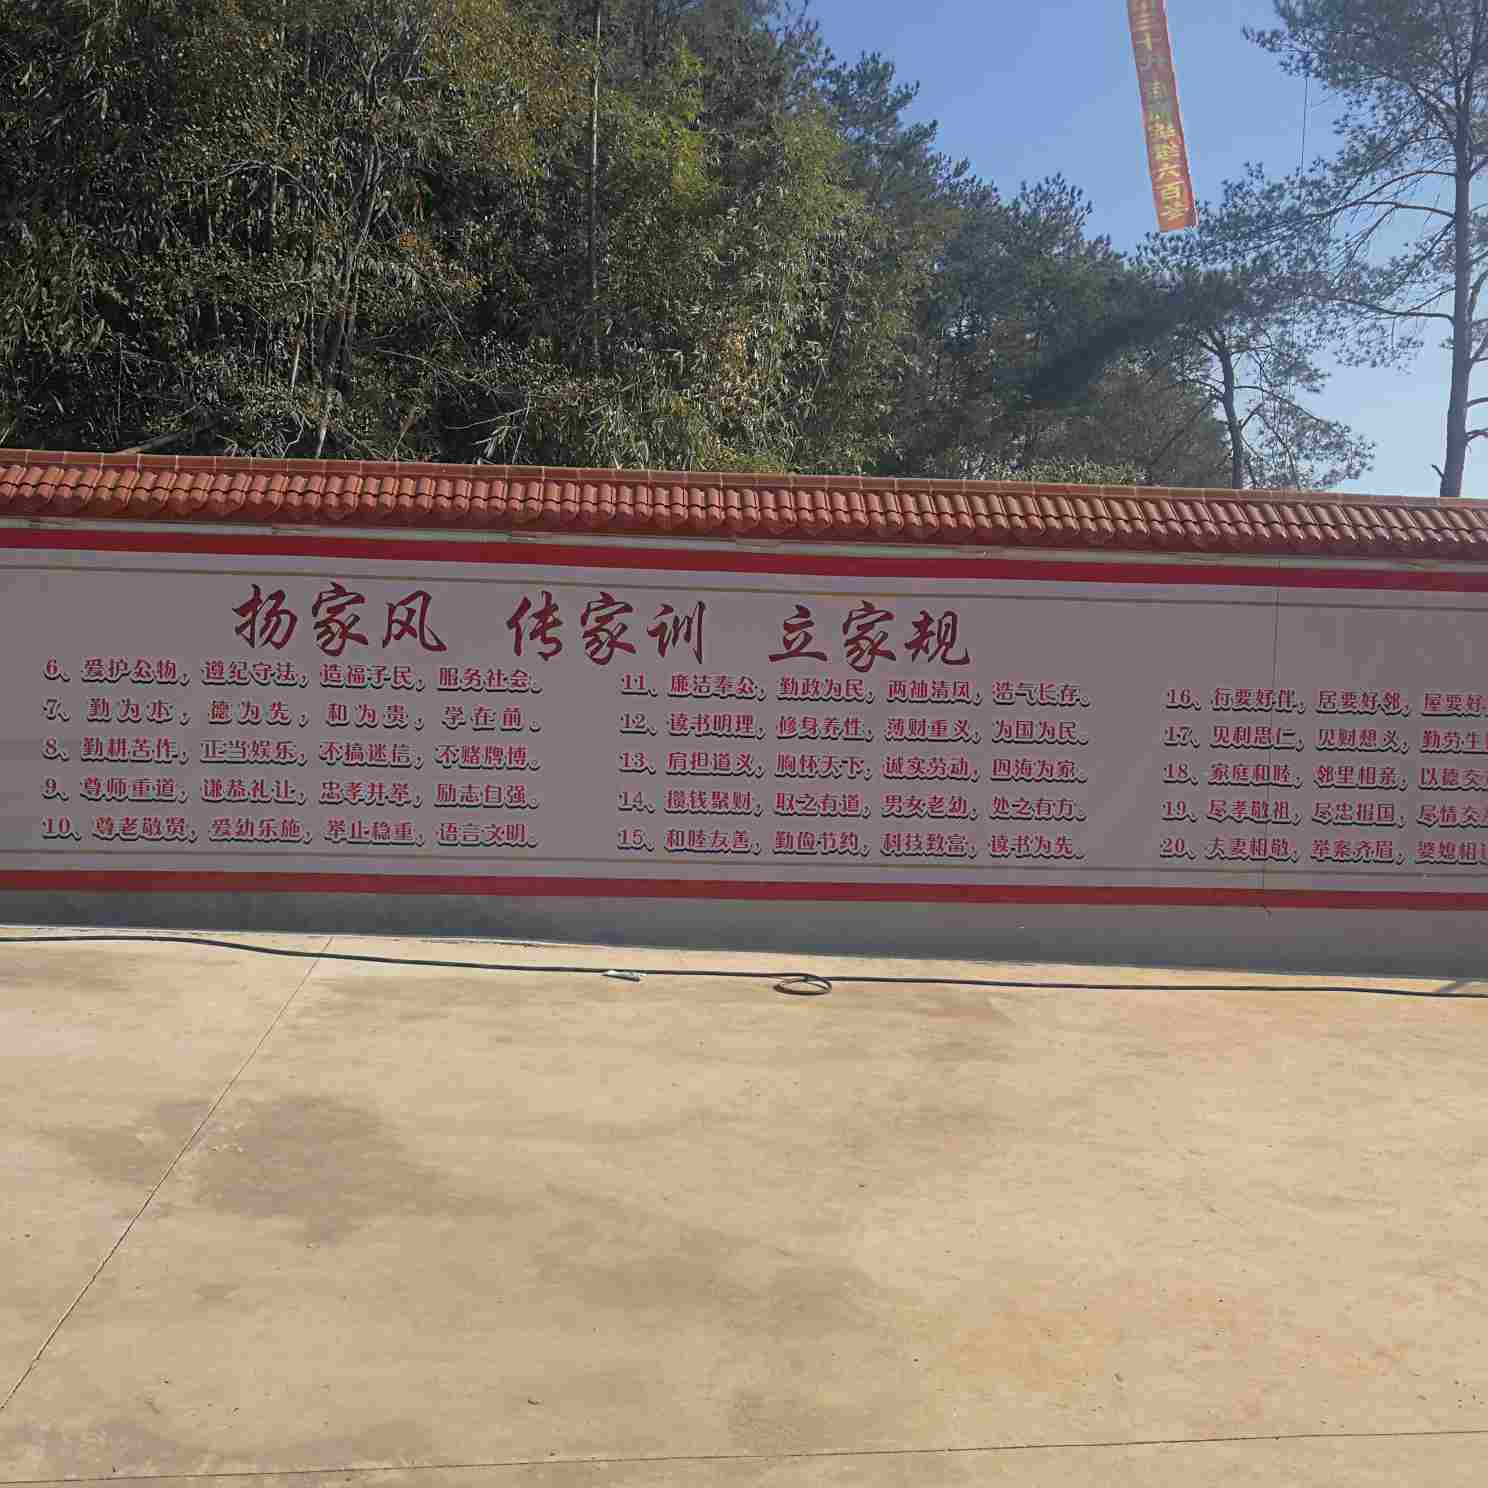 扬家风 传家训 立家规
6、爱护公物，遵纪守法，造福子民，服务社会。
7、勤为本，德为先，和为贵，学在前。
8、勤耕苦作，正当娱乐，不搞迷信，不赌牌博。
9、尊师重道，谦恭礼让，忠孝并举，励志自强。
10、尊老敬贤，爱幼乐施，举止稳重，语言文明。
11、廉洁奉公，勤政为民，两袖清风，浩气长存。
12、读书明理，修身养性，薄财重义，为国为民。
13、肩担道义，胸怀天下，诚实劳动，四海为家。
14、攒钱聚财，取之有道，男女老幼，处之有方。
15、和睦友善，勤俭节约，科技致富，读书为先。
16、行要好伴，居要好邻，屋要好
17、见利思仁，见财想义，勤劳生
18、家庭和睦，邻里相亲，以德交
19、尽孝敬祖，尽忠报国，尽情交
20、夫妻相敬，举案齐眉，婆媳相